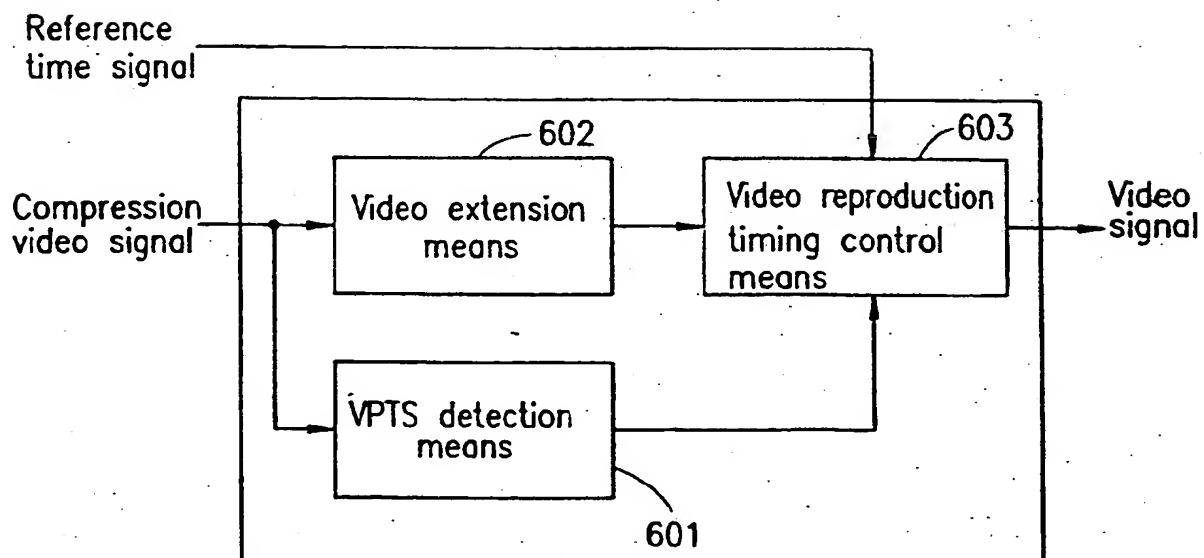 Reference
time signal
602
603
Compression
video signal
Video extension
means
Video reproduction
timing control
means
Video
signal
VPTS detection
means
601